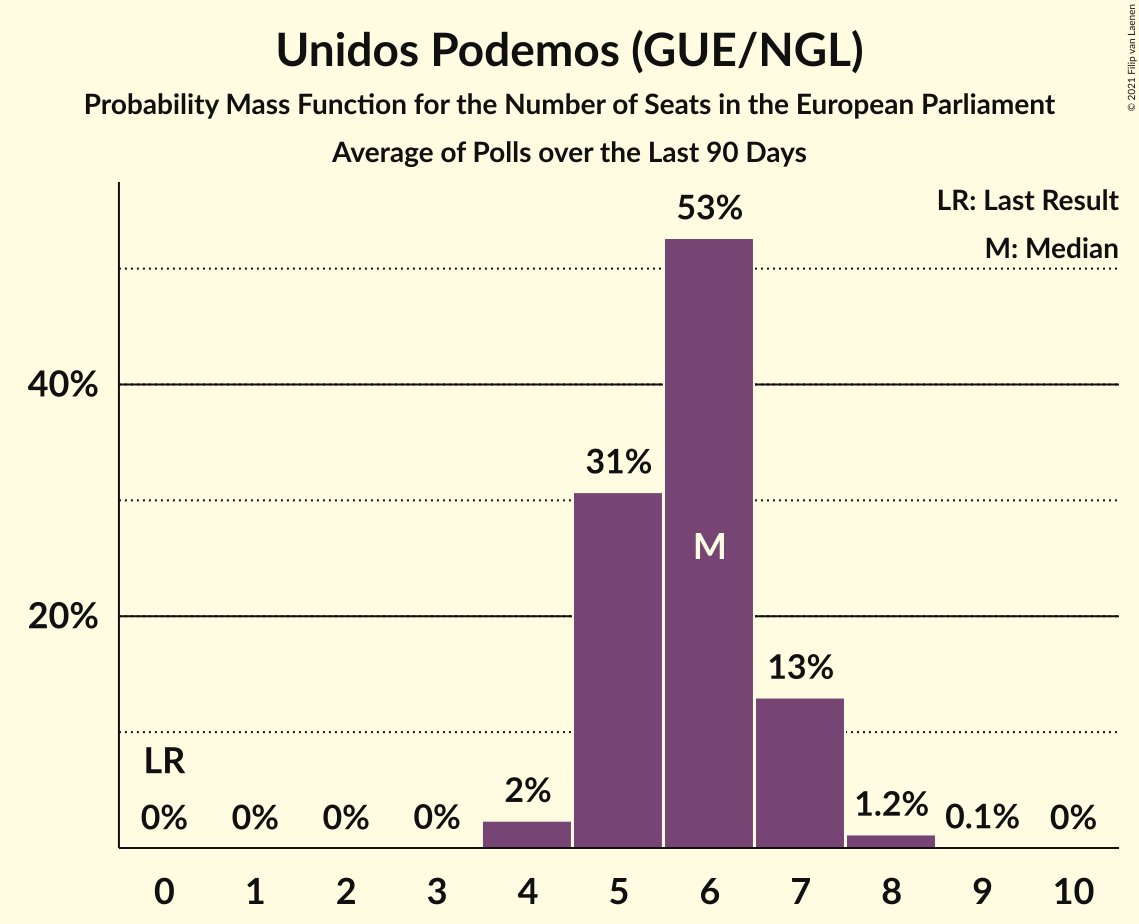 Unidos Podemos (GUE/NGL)
Probability Mass Function for the Number of Seats in the European Parliament
Average of Polls over the Last 90 Days
© 2021 Filip van Laenen
LR: Last Result
M: Median
53%
40%
31%
M
20%
13%
LR
2%
0% 0% 0% 0% 1.2% 0.1% 0%
0 1 2 3 4 5 6 7 8 9 10